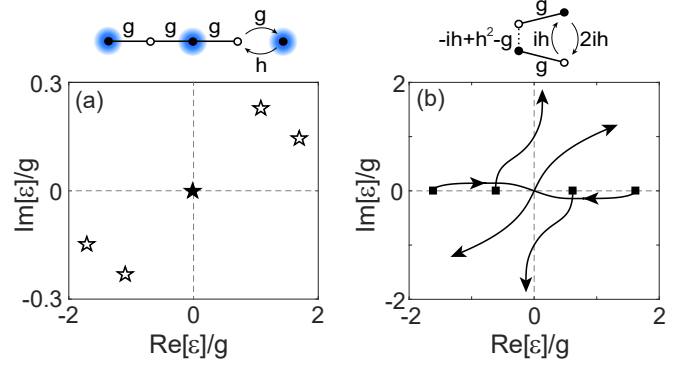 g g g
h
(a)
0.3
0
-0.3
Im[ε]/g
-2 0 2
Re[ε]/g
g
-ih+h²-g ih 2ih
g
(b)
2
0
-2
Im[ε]/g
-2 0 2
Re[ε]/g